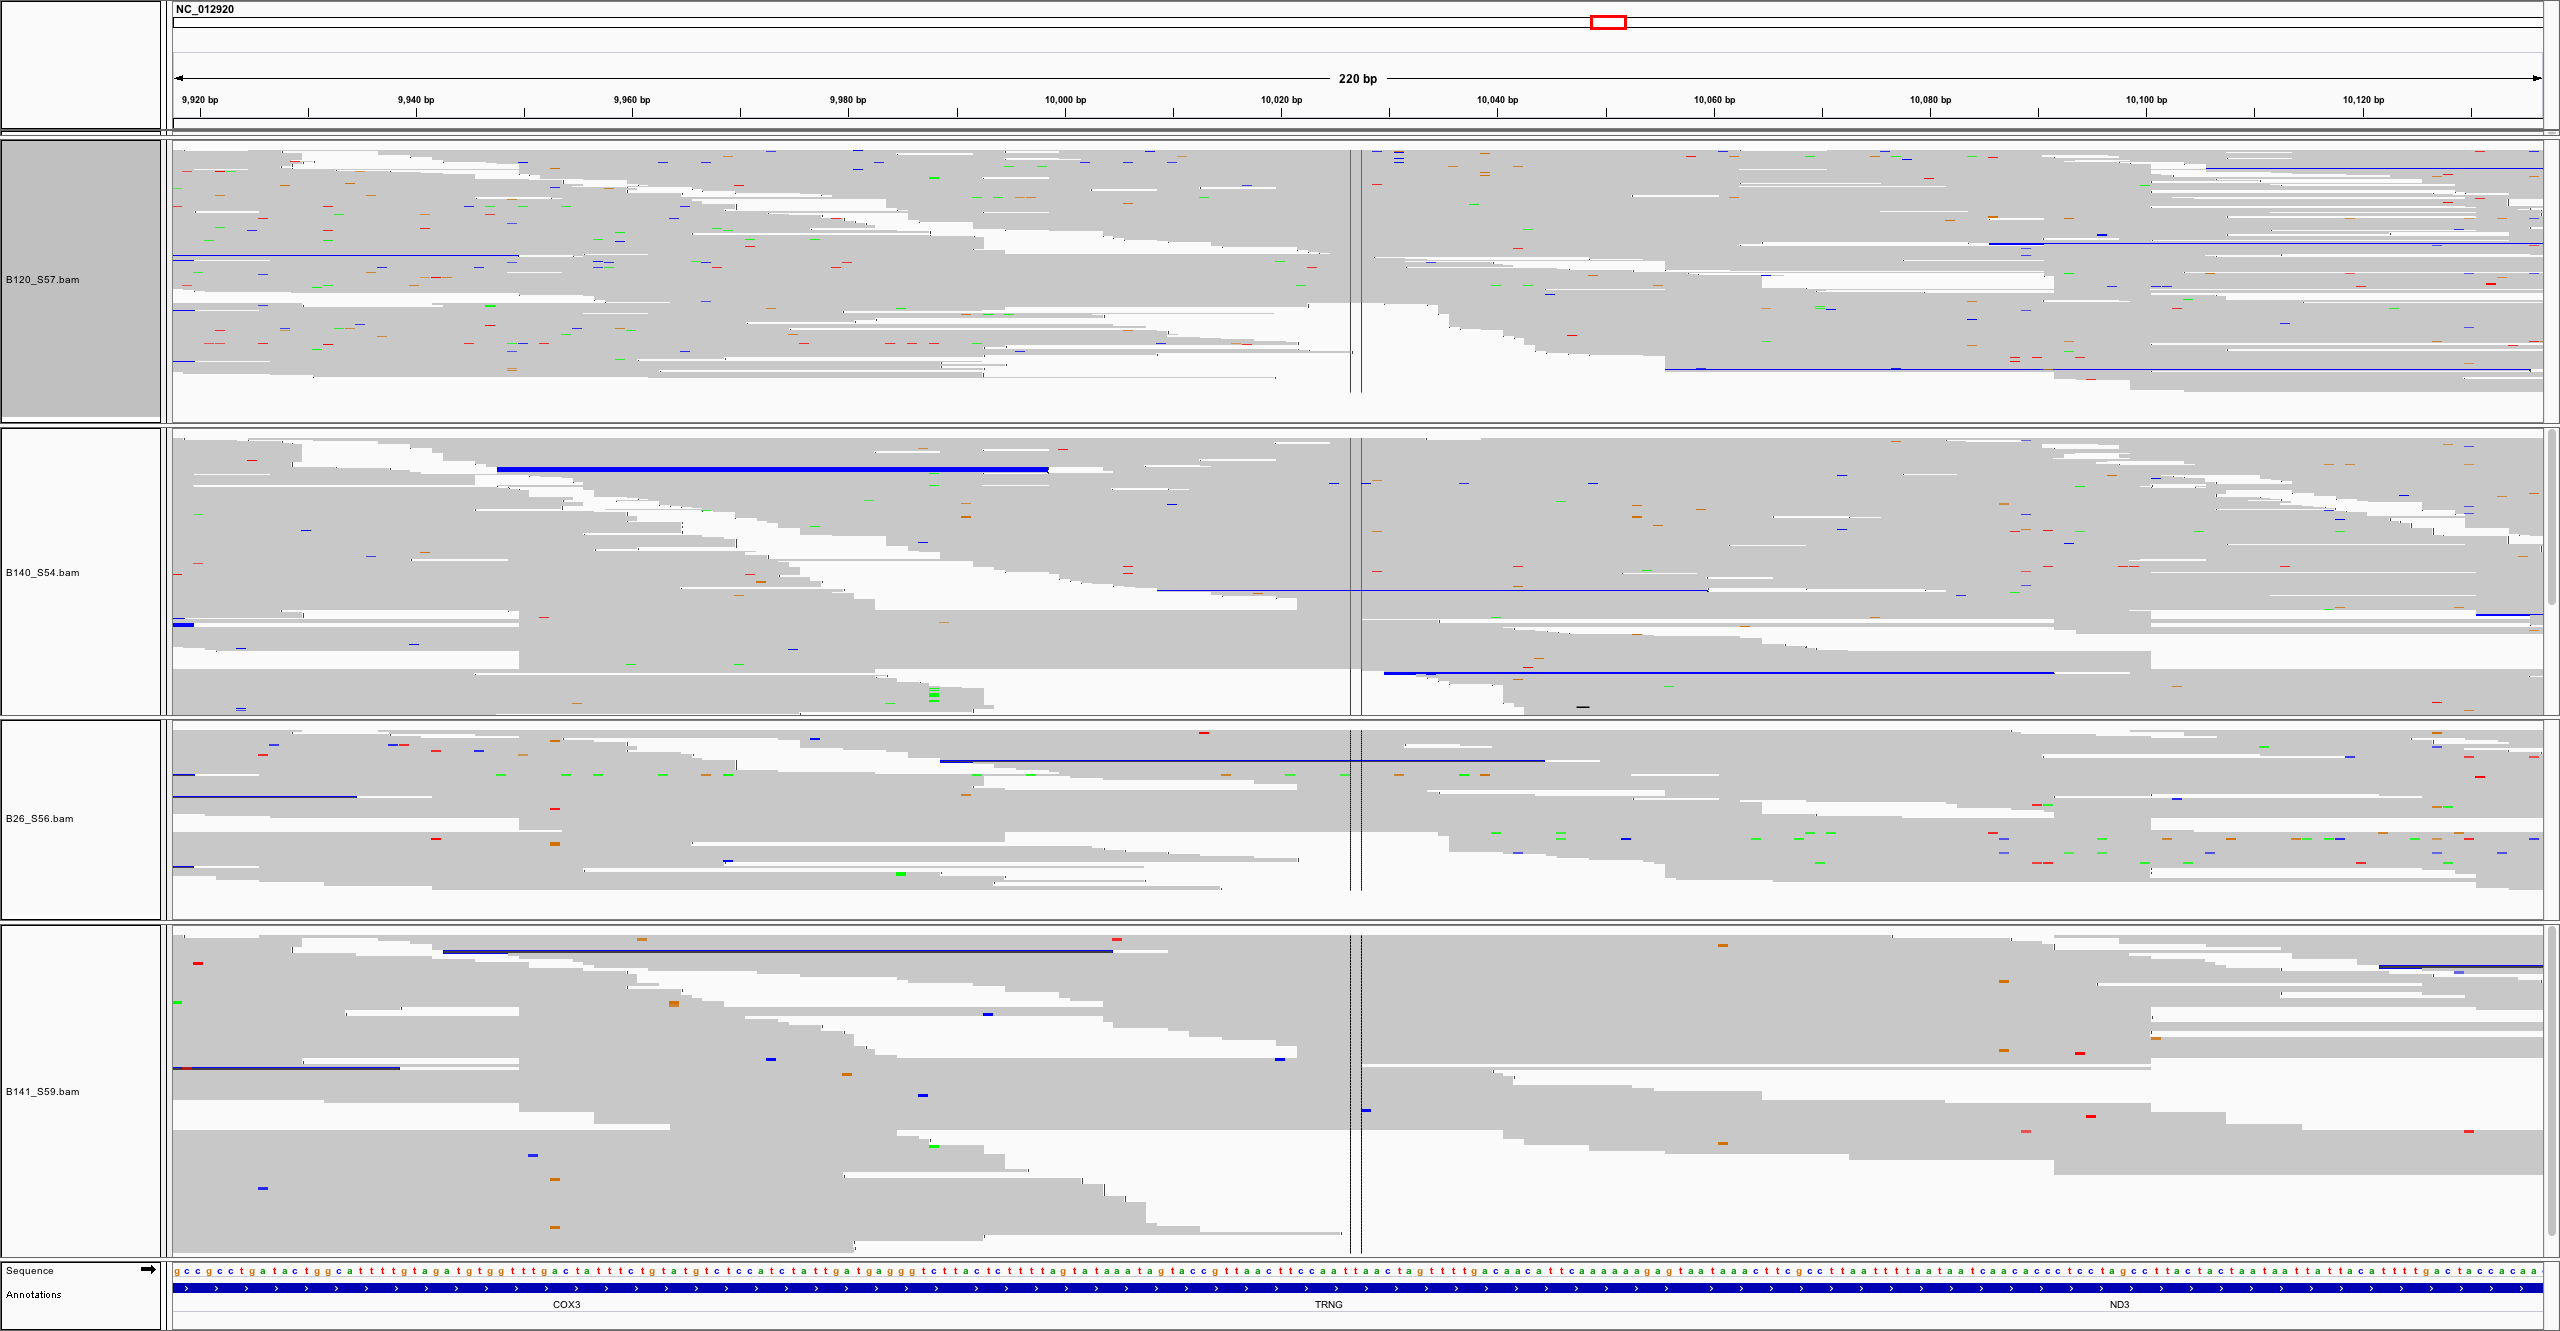 NC_012920
220 bp
9,920 bp 9,940 bp 9,960 bp 9,980 bp 10,000 bp 10,020 bp 10,040 bp 10,060 bp 10,080 bp 10,100 bp 10,120 bp
B120_S57.bam
B140_S54.bam
B26_S56.bam
B141_S59.bam
Sequence g c c g c c t g a t a c t g g c a t t t t g t a g a t g t g g t t t g a c t a t t t c t g t a t g t c t c c a t c t a t t g a t g a g g g t c t t a c t c t t t t a g t a t a a a t a g t a c c g t t a a c t t c c a a t t a a c t a g t t t t g a c a a c a t t c a a a a a a g a g t a a t a a a c t t c g c c t t a a t t t t a a t a a t c a a c a c c c t c c t a g c c t t a c t a c t a a t a a t t a t t a c a t t t t g a c t a c c a c a a
Annotations
COX3 TRNG ND3